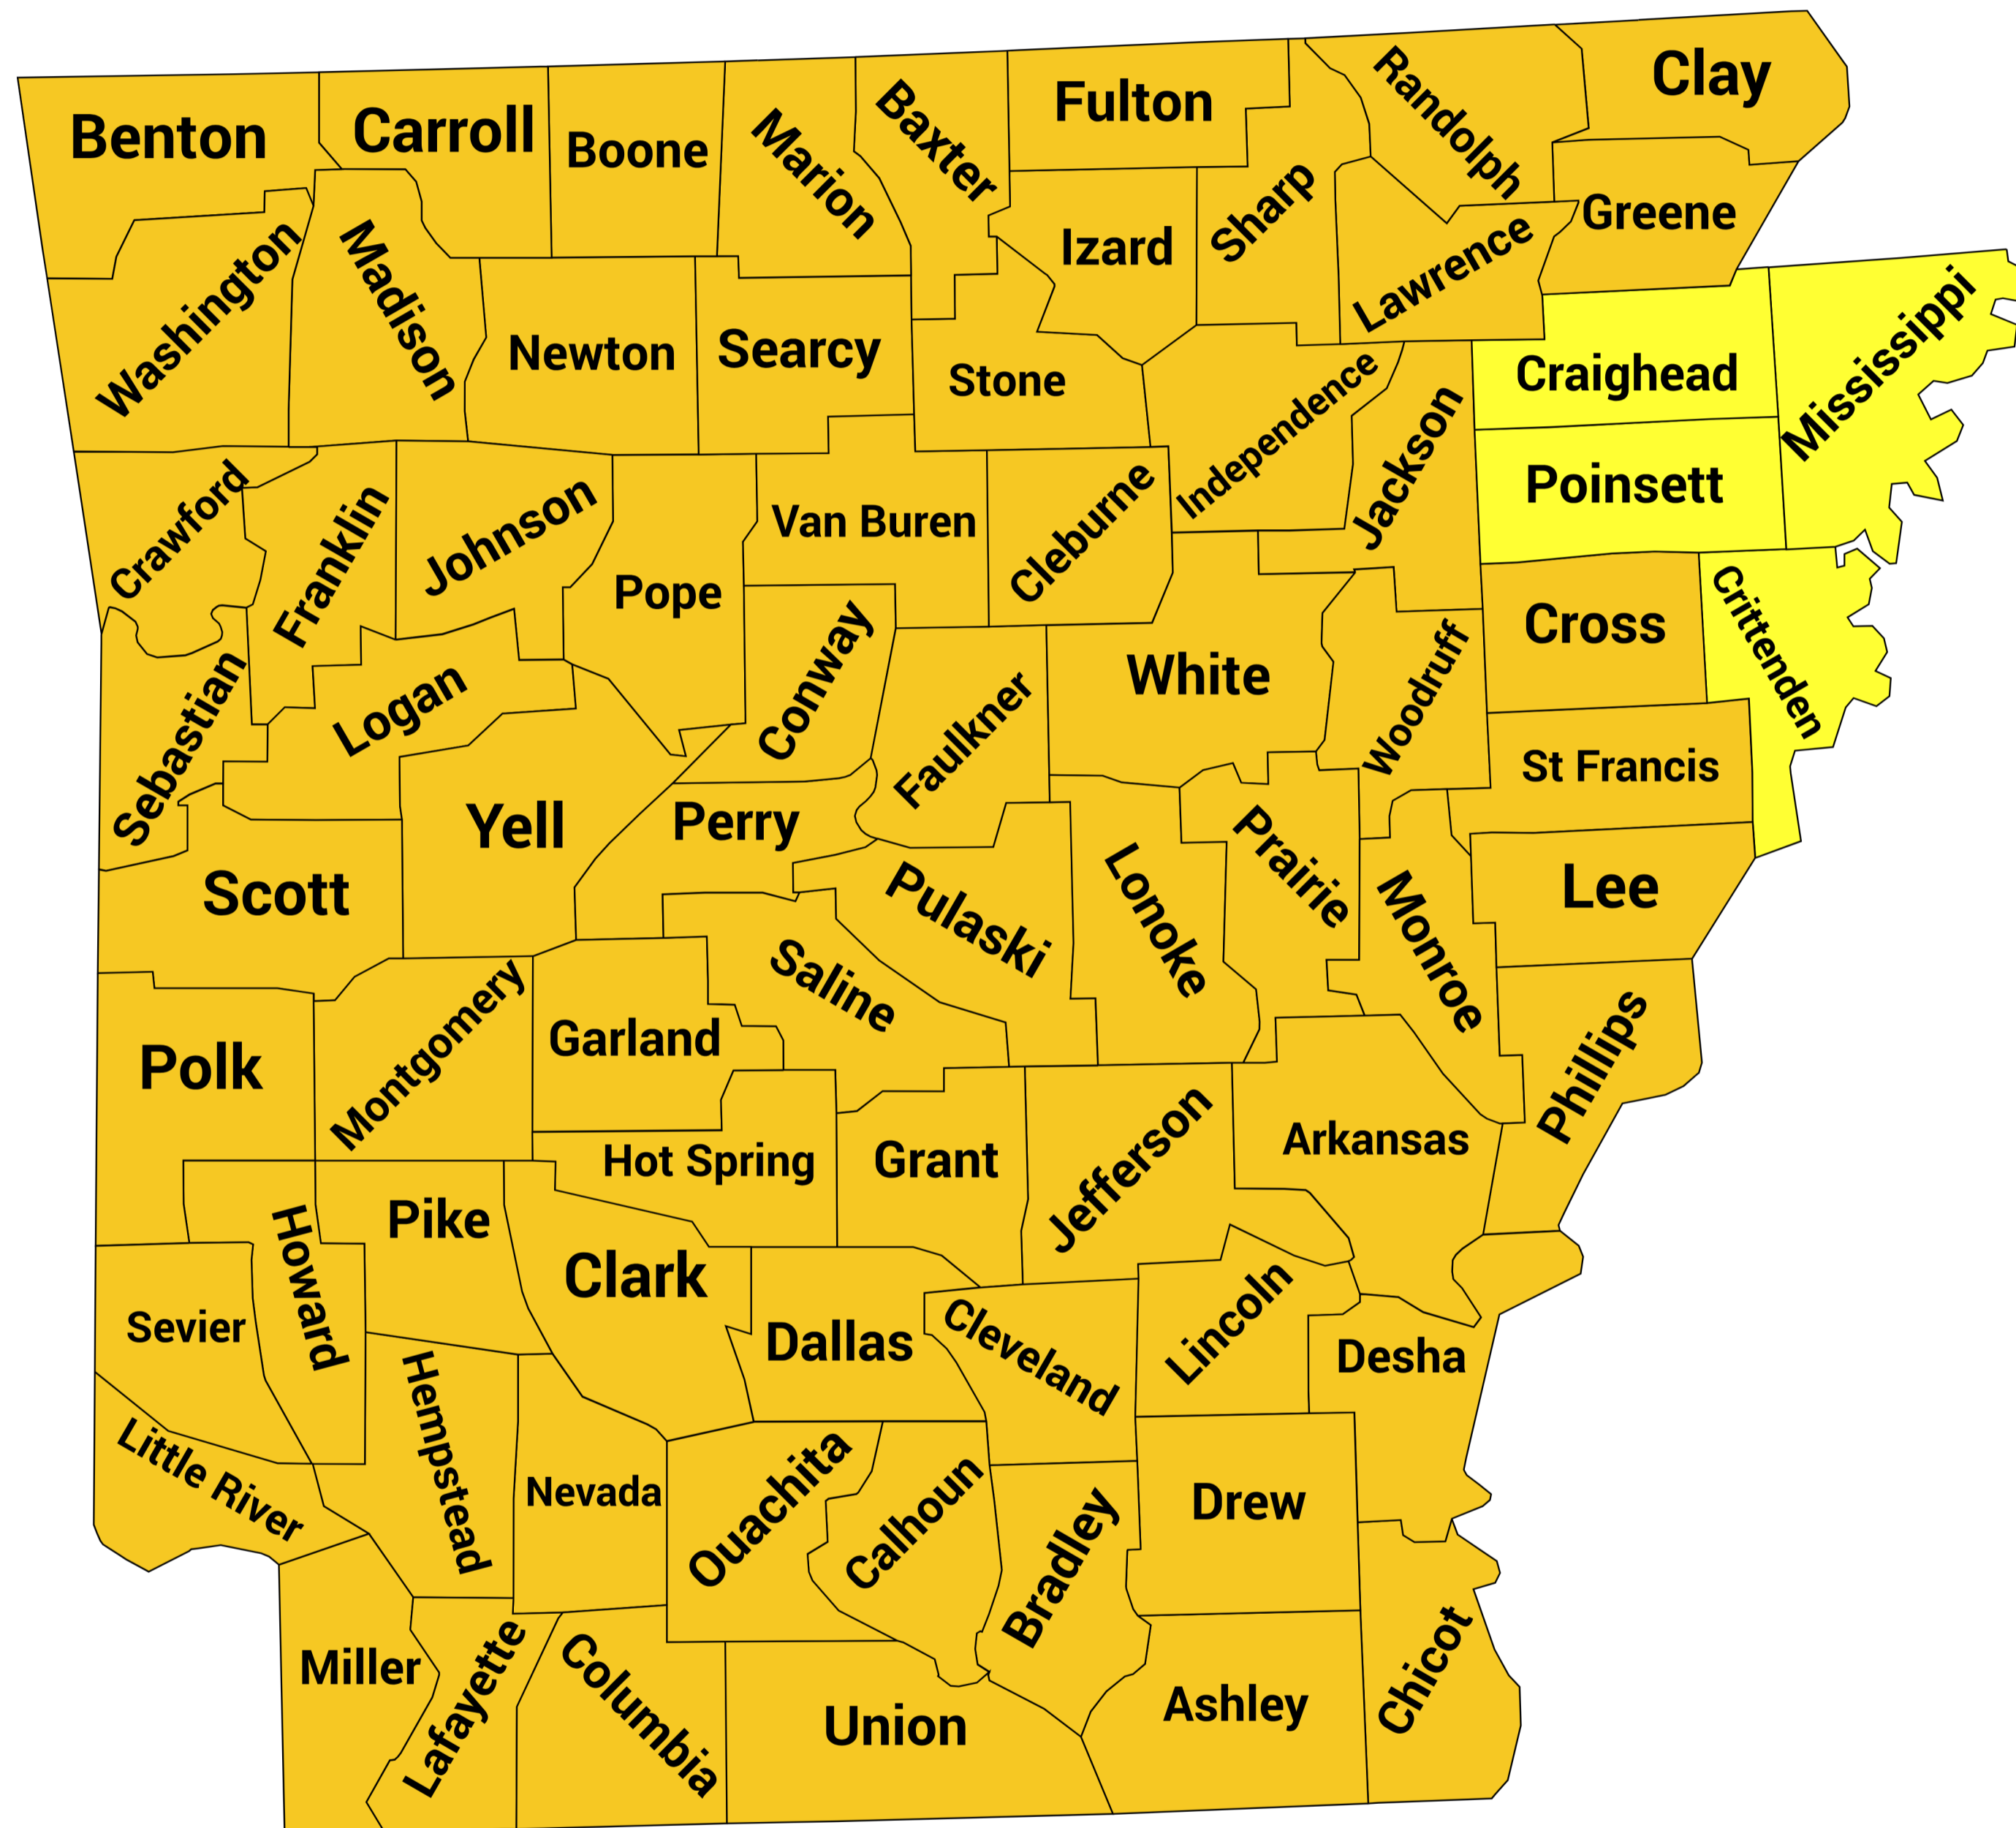 Benton
Carroll
Boone
Marion
Baxter
Fulton
Randolph
Clay
Washington
Madison
Izard
Sharp
Lawrence
Greene
Newton
Searcy
Stone
Independence
Jackson
Craighead
Mississippi
Poinsett
Crawford
Franklin
Johnson
Pope
Van Buren
Cleburne
Cross
Crittenden
Sebastian
Logan
Conway
Faulkner
White
Woodruff
St Francis
Scott
Yell
Perry
Pulaski
Lonoke
Prairie
Monroe
Lee
Polk
Montgomery
Garland
Saline
Phillips
Hot Spring
Grant
Jefferson
Arkansas
Howard
Pike
Clark
Sevier
Dallas
Cleveland
Lincoln
Desha
Little River
Hempstead
Nevada
Ouachita
Calhoun
Bradley
Drew
Miller
Lafayette
Columbia
Union
Ashley
Chicot